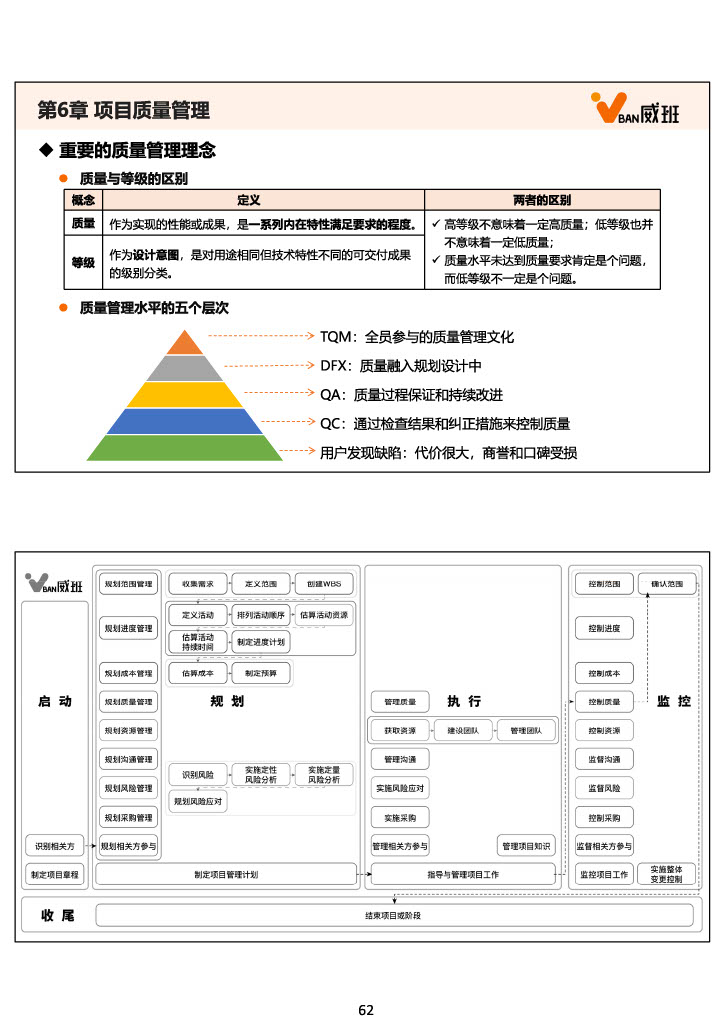 第6章 项目质量管理
VBAN威班
◆ 重要的质量管理理念
● 质量与等级的区别
概念 定义 两者的区别
质量 作为实现的性能或成果，是一系列内在特性满足要求的程度。
等级 作为设计意图，是对用途相同但技术特性不同的可交付成果
的级别分类。
✓ 高等级不意味着一定高质量；低等级也并
不意味着一定低质量；
✓ 质量水平未达到质量要求肯定是个问题，
而低等级不一定是个问题。
● 质量管理水平的五个层次
TQM：全员参与的质量管理文化
DFX：质量融入规划设计中
QA：质量过程保证和持续改进
QC：通过检查结果和纠正措施来控制质量
用户发现缺陷：代价很大，商誉和口碑受损
VBAN威班
规划范围管理 收集需求 定义范围 创建WBS 控制范围 确认范围
定义活动 排列活动顺序 估算活动资源
规划进度管理 控制进度
估算活动
持续时间
制定进度计划
规划成本管理 估算成本 制定预算 控制成本
启 动 规划质量管理 规 划 管理质量 执 行 控制质量 监 控
规划资源管理 获取资源 建设团队 管理团队 控制资源
规划沟通管理 管理沟通 监督沟通
识别风险
实施定性
风险分析
实施定量
风险分析
规划风险管理 实施风险应对 监督风险
规划风险应对
规划采购管理 实施采购 控制采购
识别相关方 规划相关方参与 管理相关方参与 管理项目知识 监督相关方参与
制定项目章程 制定项目管理计划 指导与管理项目工作 监控项目工作
实施整体
变更控制
收 尾 结束项目或阶段
62